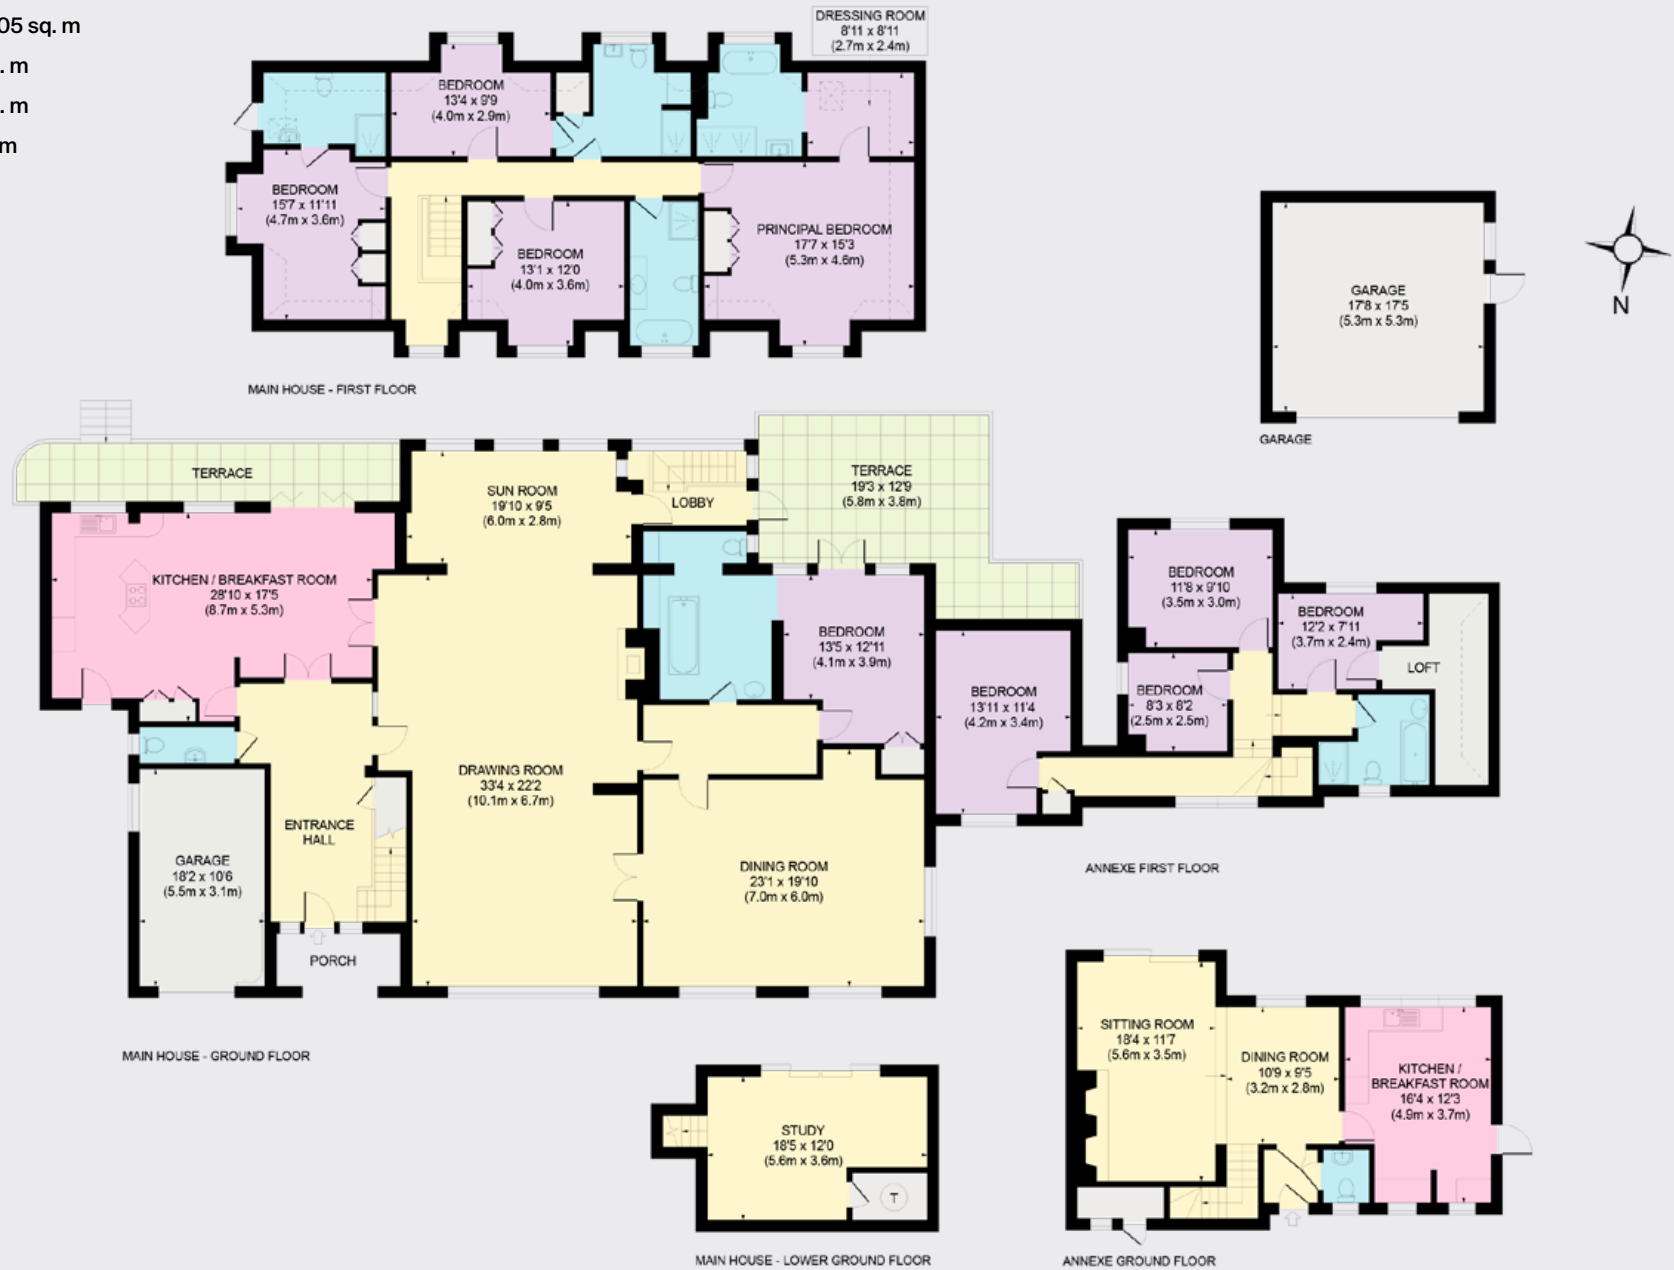 05 sq. m
. m
. m
m
DRESSING ROOM
8'11 x 8'11
(2.7m x 2.4m)
BEDROOM
13'4 x 9'9
(4.0m x 2.9m)
BEDROOM
15'7 x 11'11
(4.7m x 3.6m)
BEDROOM
13'1 x 12'0
(4.0m x 3.6m)
PRINCIPAL BEDROOM
17'7 x 15'3
(5.3m x 4.6m)
MAIN HOUSE - FIRST FLOOR
GARAGE
17'8 x 17'5
(5.3m x 5.3m)
GARAGE
N
TERRACE
SUN ROOM
19'10 x 9'5
(6.0m x 2.8m)
LOBBY
TERRACE
19'3 x 12'9
(5.8m x 3.8m)
KITCHEN / BREAKFAST ROOM
28'10 x 17'5
(8.7m x 5.3m)
BEDROOM
13'5 x 12'11
(4.1m x 3.9m)
BEDROOM
13'11 x 11'4
(4.2m x 3.4m)
DRAWING ROOM
33'4 x 22'2
(10.1m x 6.7m)
ENTRANCE
HALL
GARAGE
18'2 x 10'6
(5.5m x 3.1m)
DINING ROOM
23'1 x 19'10
(7.0m x 6.0m)
PORCH
MAIN HOUSE - GROUND FLOOR
BEDROOM
11'8 x 9'10
(3.5m x 3.0m)
BEDROOM
12'2 x 7'11
(3.7m x 2.4m)
LOFT
BEDROOM
8'3 x 8'2
(2.5m x 2.5m)
ANNEXE FIRST FLOOR
SITTING ROOM
18'4 x 11'7
(5.6m x 3.5m)
DINING ROOM
10'9 x 9'5
(3.2m x 2.8m)
KITCHEN /
BREAKFAST ROOM
16'4 x 12'3
(4.9m x 3.7m)
ANNEXE GROUND FLOOR
STUDY
18'5 x 12'0
(5.6m x 3.6m)
T
MAIN HOUSE - LOWER GROUND FLOOR